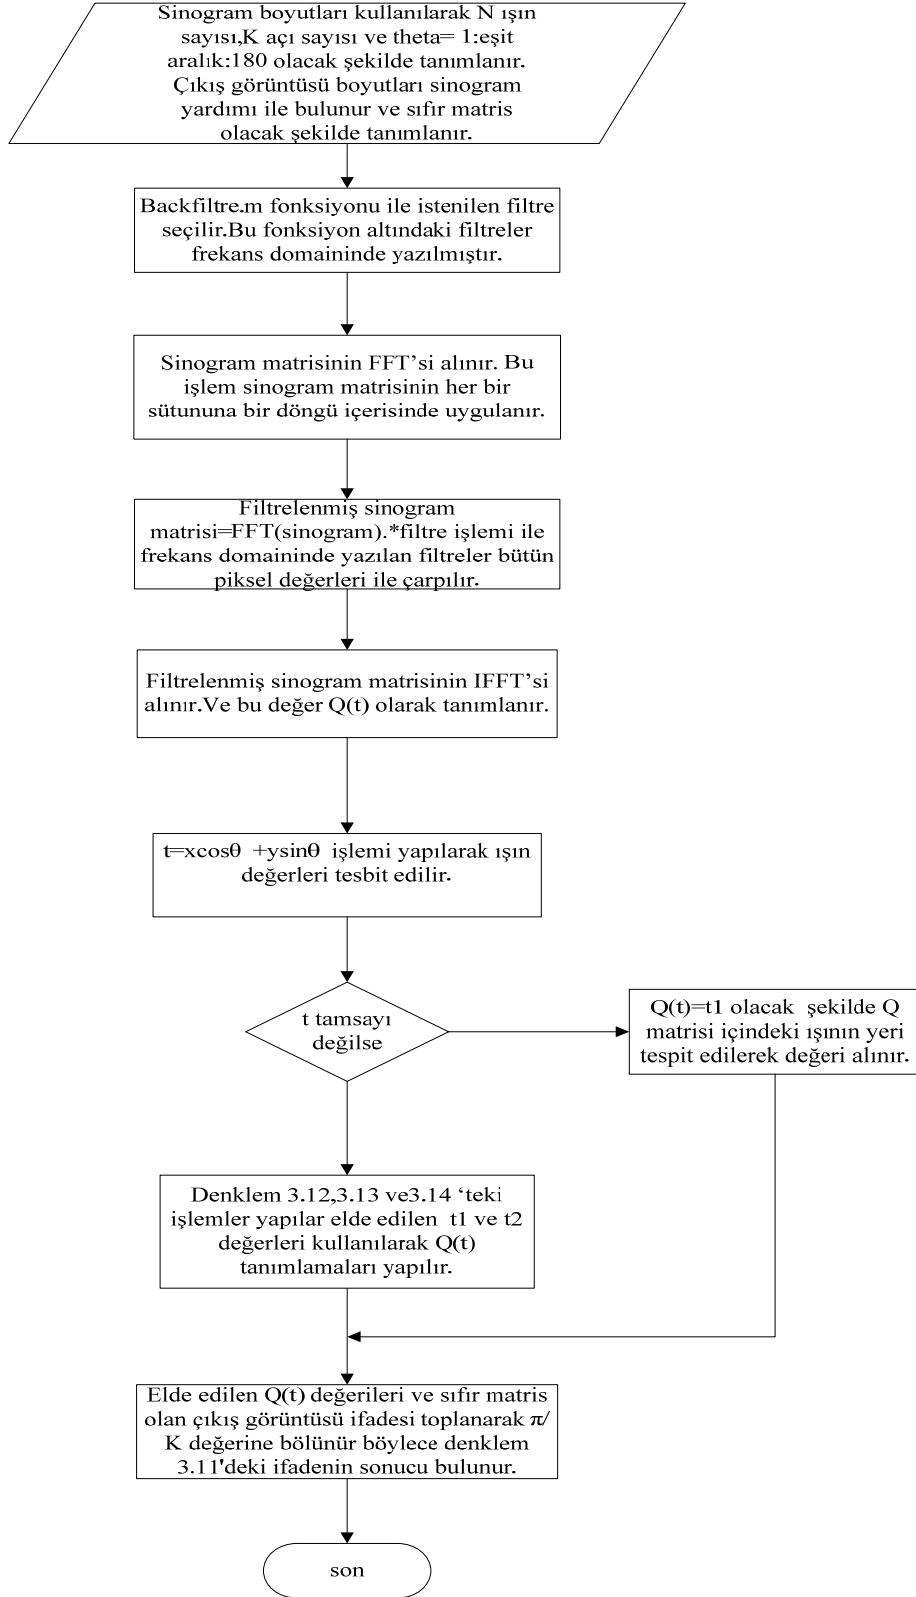 Sinogram boyutları kullanılarak N ışın
sayısı,K açı sayısı ve theta= 1:eşit
aralık:180 olacak şekilde tanımlanır.
Çıkış görüntüsü boyutları sinogram
yardımı ile bulunur ve sıfır matris
olacak şekilde tanımlanır.
Backfiltre.m fonksiyonu ile istenilen filtre
seçilir.Bu fonksiyon altındaki filtreler
frekans domaininde yazılmıştır.
Sinogram matrisinin FFT’si alınır. Bu
işlem sinogram matrisinin her bir
sütununa bir döngü içerisinde uygulanır.
Filtrelenmiş sinogram
matrisi=FFT(sinogram).*filtre işlemi ile
frekans domaininde yazılan filtreler bütün
piksel değerleri ile çarpılır.
Filtrelenmiş sinogram matrisinin IFFT’si
alınır.Ve bu değer Q(t) olarak tanımlanır.
t=xcosθ +ysinθ işlemi yapılarak ışın
değerleri tesbit edilir.
t tamsayı
değilse
Q(t)=t1 olacak şekilde Q
matrisi içindeki ışının yeri
tespit edilerek değeri alınır.
Denklem 3.12,3.13 ve3.14 ‘teki
işlemler yapılar elde edilen t1 ve t2
değerleri kullanılarak Q(t)
tanımlamaları yapılır.
Elde edilen Q(t) değerileri ve sıfır matris
olan çıkış görüntüsü ifadesi toplanarak π/
K değerine bölünür böylece denklem
3.11'deki ifadenin sonucu bulunur.
son